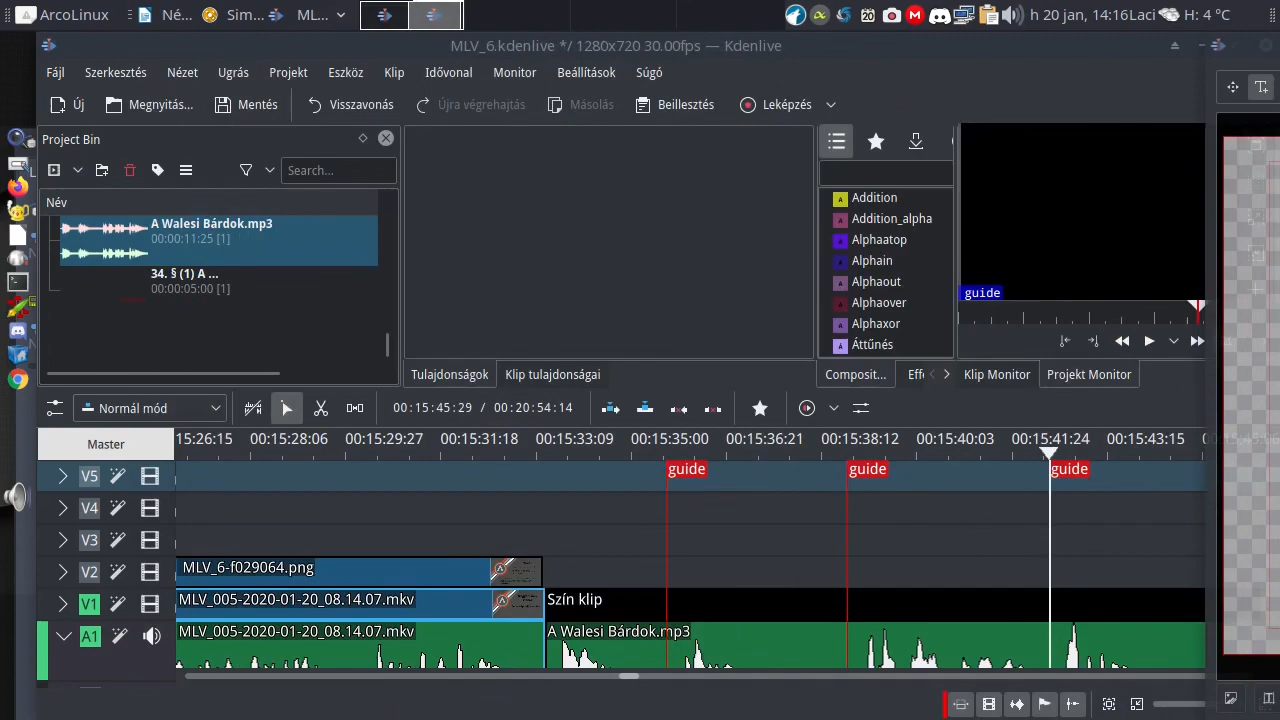 ArcoLinux
Né...
Sim...
ML...
20
h 20 jan, 14:16
Laci
H: 4 °C
MLV_6.kdenlive */ 1280x720 30.00fps — Kdenlive
Fájl Szerkesztés Nézet Ugrás Projekt Eszköz Klip Idővonal Monitor Beállítások Súgó
Új Megnyitás... Mentés Visszavonás Újra végrehajtás Másolás Beillesztés Leképzés
Project Bin
Search...
Név
A Walesi Bárdok.mp3
00:00:11:25 [1]
34. § (1) A ...
00:00:05:00 [1]
Addition
Addition_alpha
Alphaatop
Alphain
Alphaout
Alphaover
Alphaxor
Áttűnés
guide
Tulajdonságok Klip tulajdonságai
Composit... Effe
Klip Monitor Projekt Monitor
Normál mód
00:15:45:29 / 00:20:54:14
Master
15:26:15 00:15:28:06 00:15:29:27 00:15:31:18 00:15:33:09 00:15:35:00 00:15:36:21 00:15:38:12 00:15:40:03 00:15:41:24 00:15:43:15
V5 guide guide guide
V4
V3
V2 MLV_6-f029064.png
V1 MLV_005-2020-01-20_08.14.07.mkv Szín klip
A1 MLV_005-2020-01-20_08.14.07.mkv A Walesi Bárdok.mp3